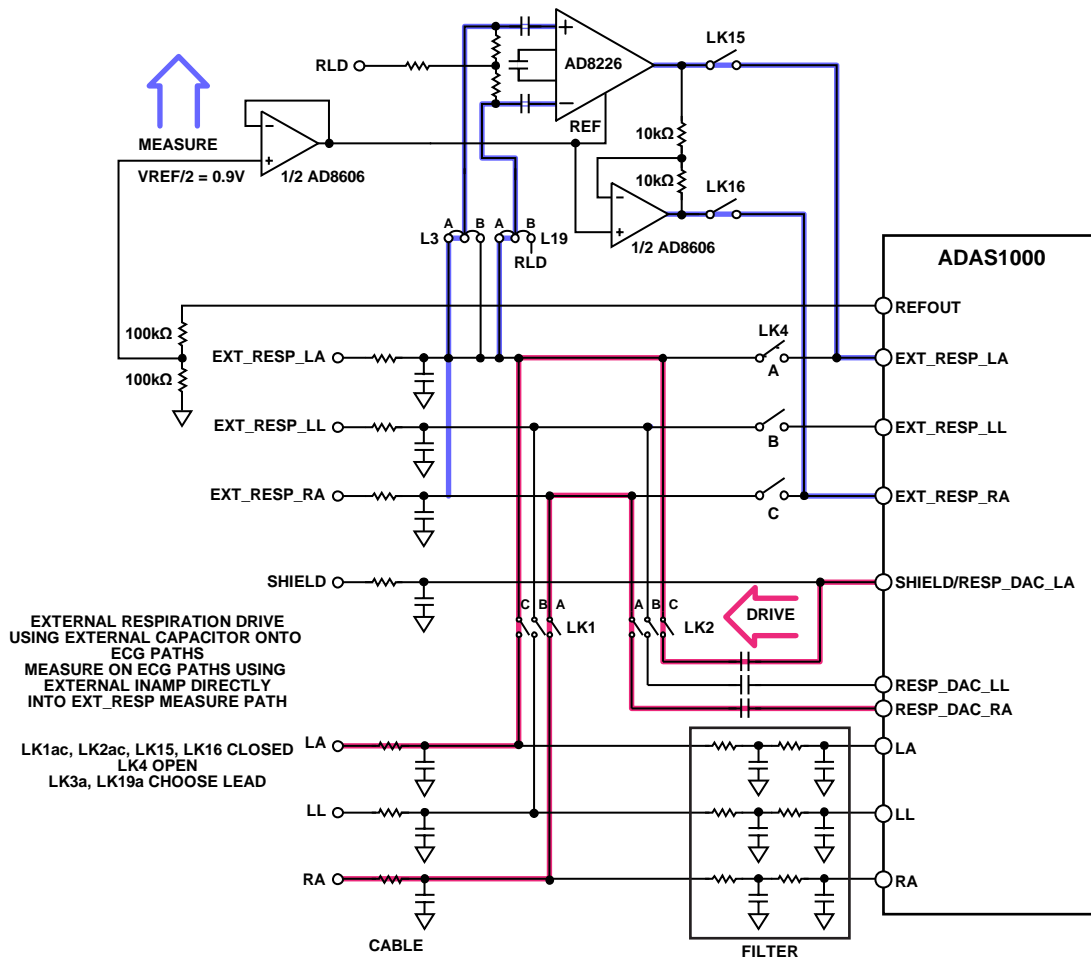 LK15
RLD
AD8226
REF
MEASURE
VREF/2 = 0.9V
1/2 AD8606
10kΩ
10kΩ
LK16
1/2 AD8606
A B
L3
A B
L19
RLD
ADAS1000
REFOUT
100kΩ
100kΩ
LK4
EXT_RESP_LA
A
EXT_RESP_LA
EXT_RESP_LL
B
EXT_RESP_LL
EXT_RESP_RA
C
EXT_RESP_RA
SHIELD
SHIELD/RESP_DAC_LA
C B A
LK1
A B C
LK2
DRIVE
EXTERNAL RESPIRATION DRIVE
USING EXTERNAL CAPACITOR ONTO
ECG PATHS
MEASURE ON ECG PATHS USING
EXTERNAL INAMP DIRECTLY
INTO EXT_RESP MEASURE PATH
RESP_DAC_LL
RESP_DAC_RA
LK1ac, LK2ac, LK15, LK16 CLOSED
LK4 OPEN
LK3a, LK19a CHOOSE LEAD
LA
LA
LL
LL
RA
RA
CABLE
FILTER